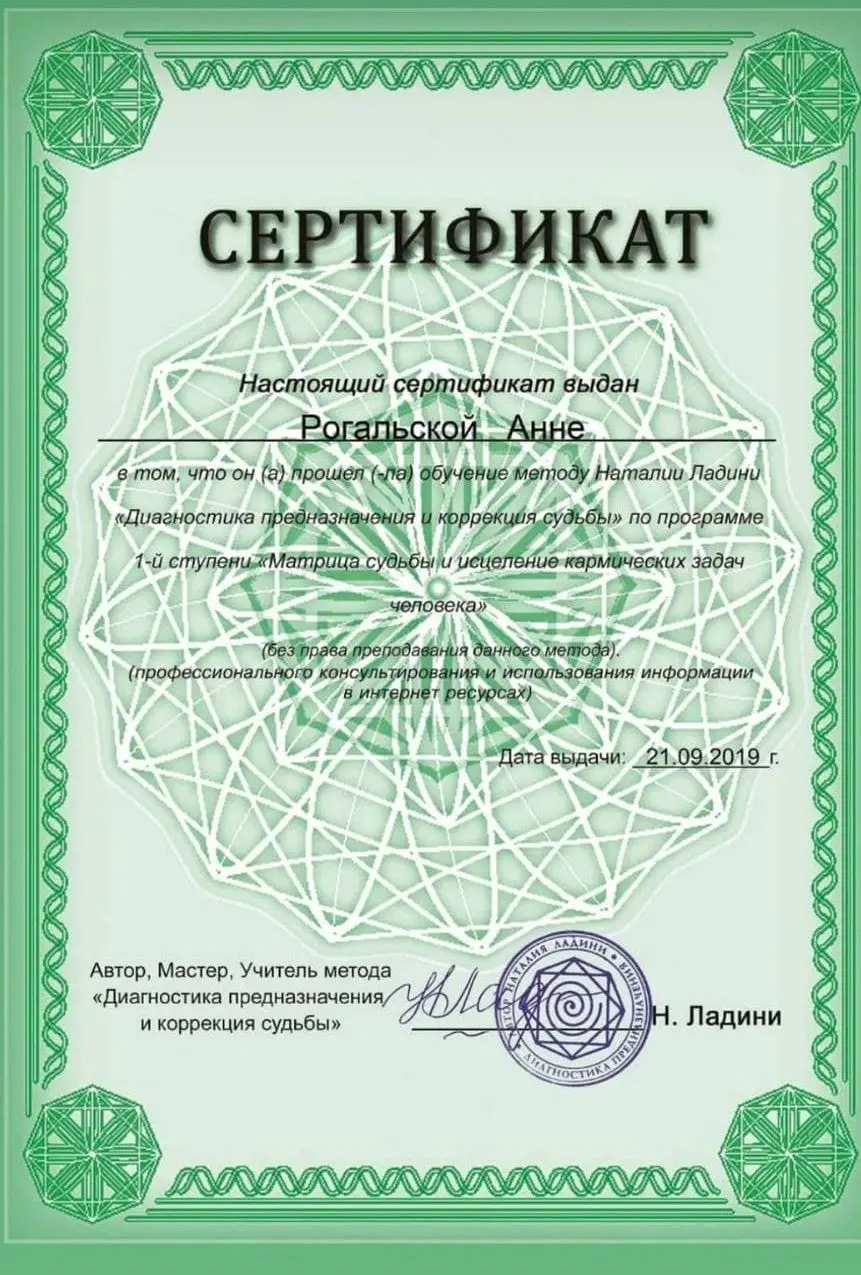 СЕРТИФИКАТ
Настоящий сертификат выдан
Рогальской Анне
в том, что он (а) прошел (-ла) обучение методу Наталии Ладини
«Диагностика предназначения и коррекция судьбы» по программе
1-й ступени «Матрица судьбы и исцеление кармических задач
человека»
(без права преподавания данного метода).
(профессионального консультирования и использования информации
в интернет ресурсах)
Дата выдачи: 21.09.2019 г.
Автор, Мастер, Учитель метода
«Диагностика предназначения
и коррекция судьбы»
Н. Ладини
АВТОР НАТАЛИЯ ЛАДИНИ
ДИАГНОСТИКА ПРЕДНАЗНАЧЕНИЯ